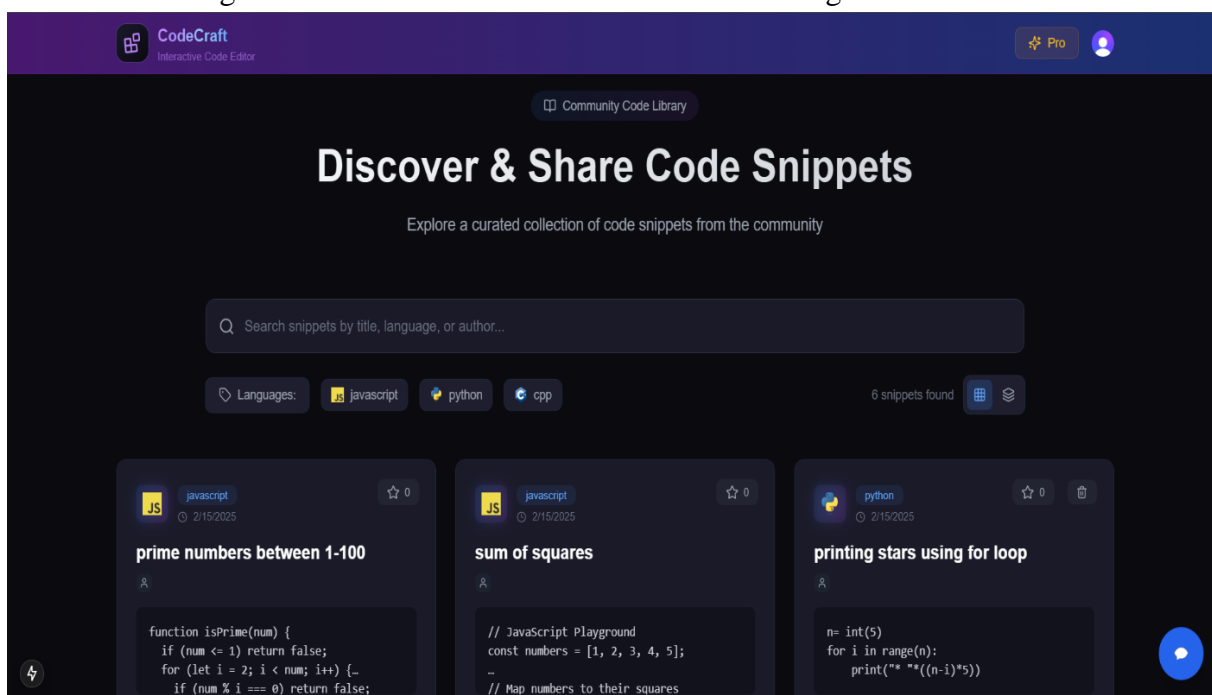 CodeCraft
Interactive Code Editor
Pro
Community Code Library
Discover & Share Code Snippets
Explore a curated collection of code snippets from the community
Search snippets by title, language, or author...
Languages:
JS javascript
python
cpp
6 snippets found
JS
javascript
2/15/2025
0
prime numbers between 1-100
function isPrime(num) {
if (num <= 1) return false;
for (let i = 2; i < num; i++) {…
if (num % i === 0) return false;
JS
javascript
2/15/2025
0
sum of squares
// JavaScript Playground
const numbers = [1, 2, 3, 4, 5];
…
// Map numbers to their squares
python
2/15/2025
0
printing stars using for loop
n= int(5)
for i in range(n):
print("* "*((n-i)*5))